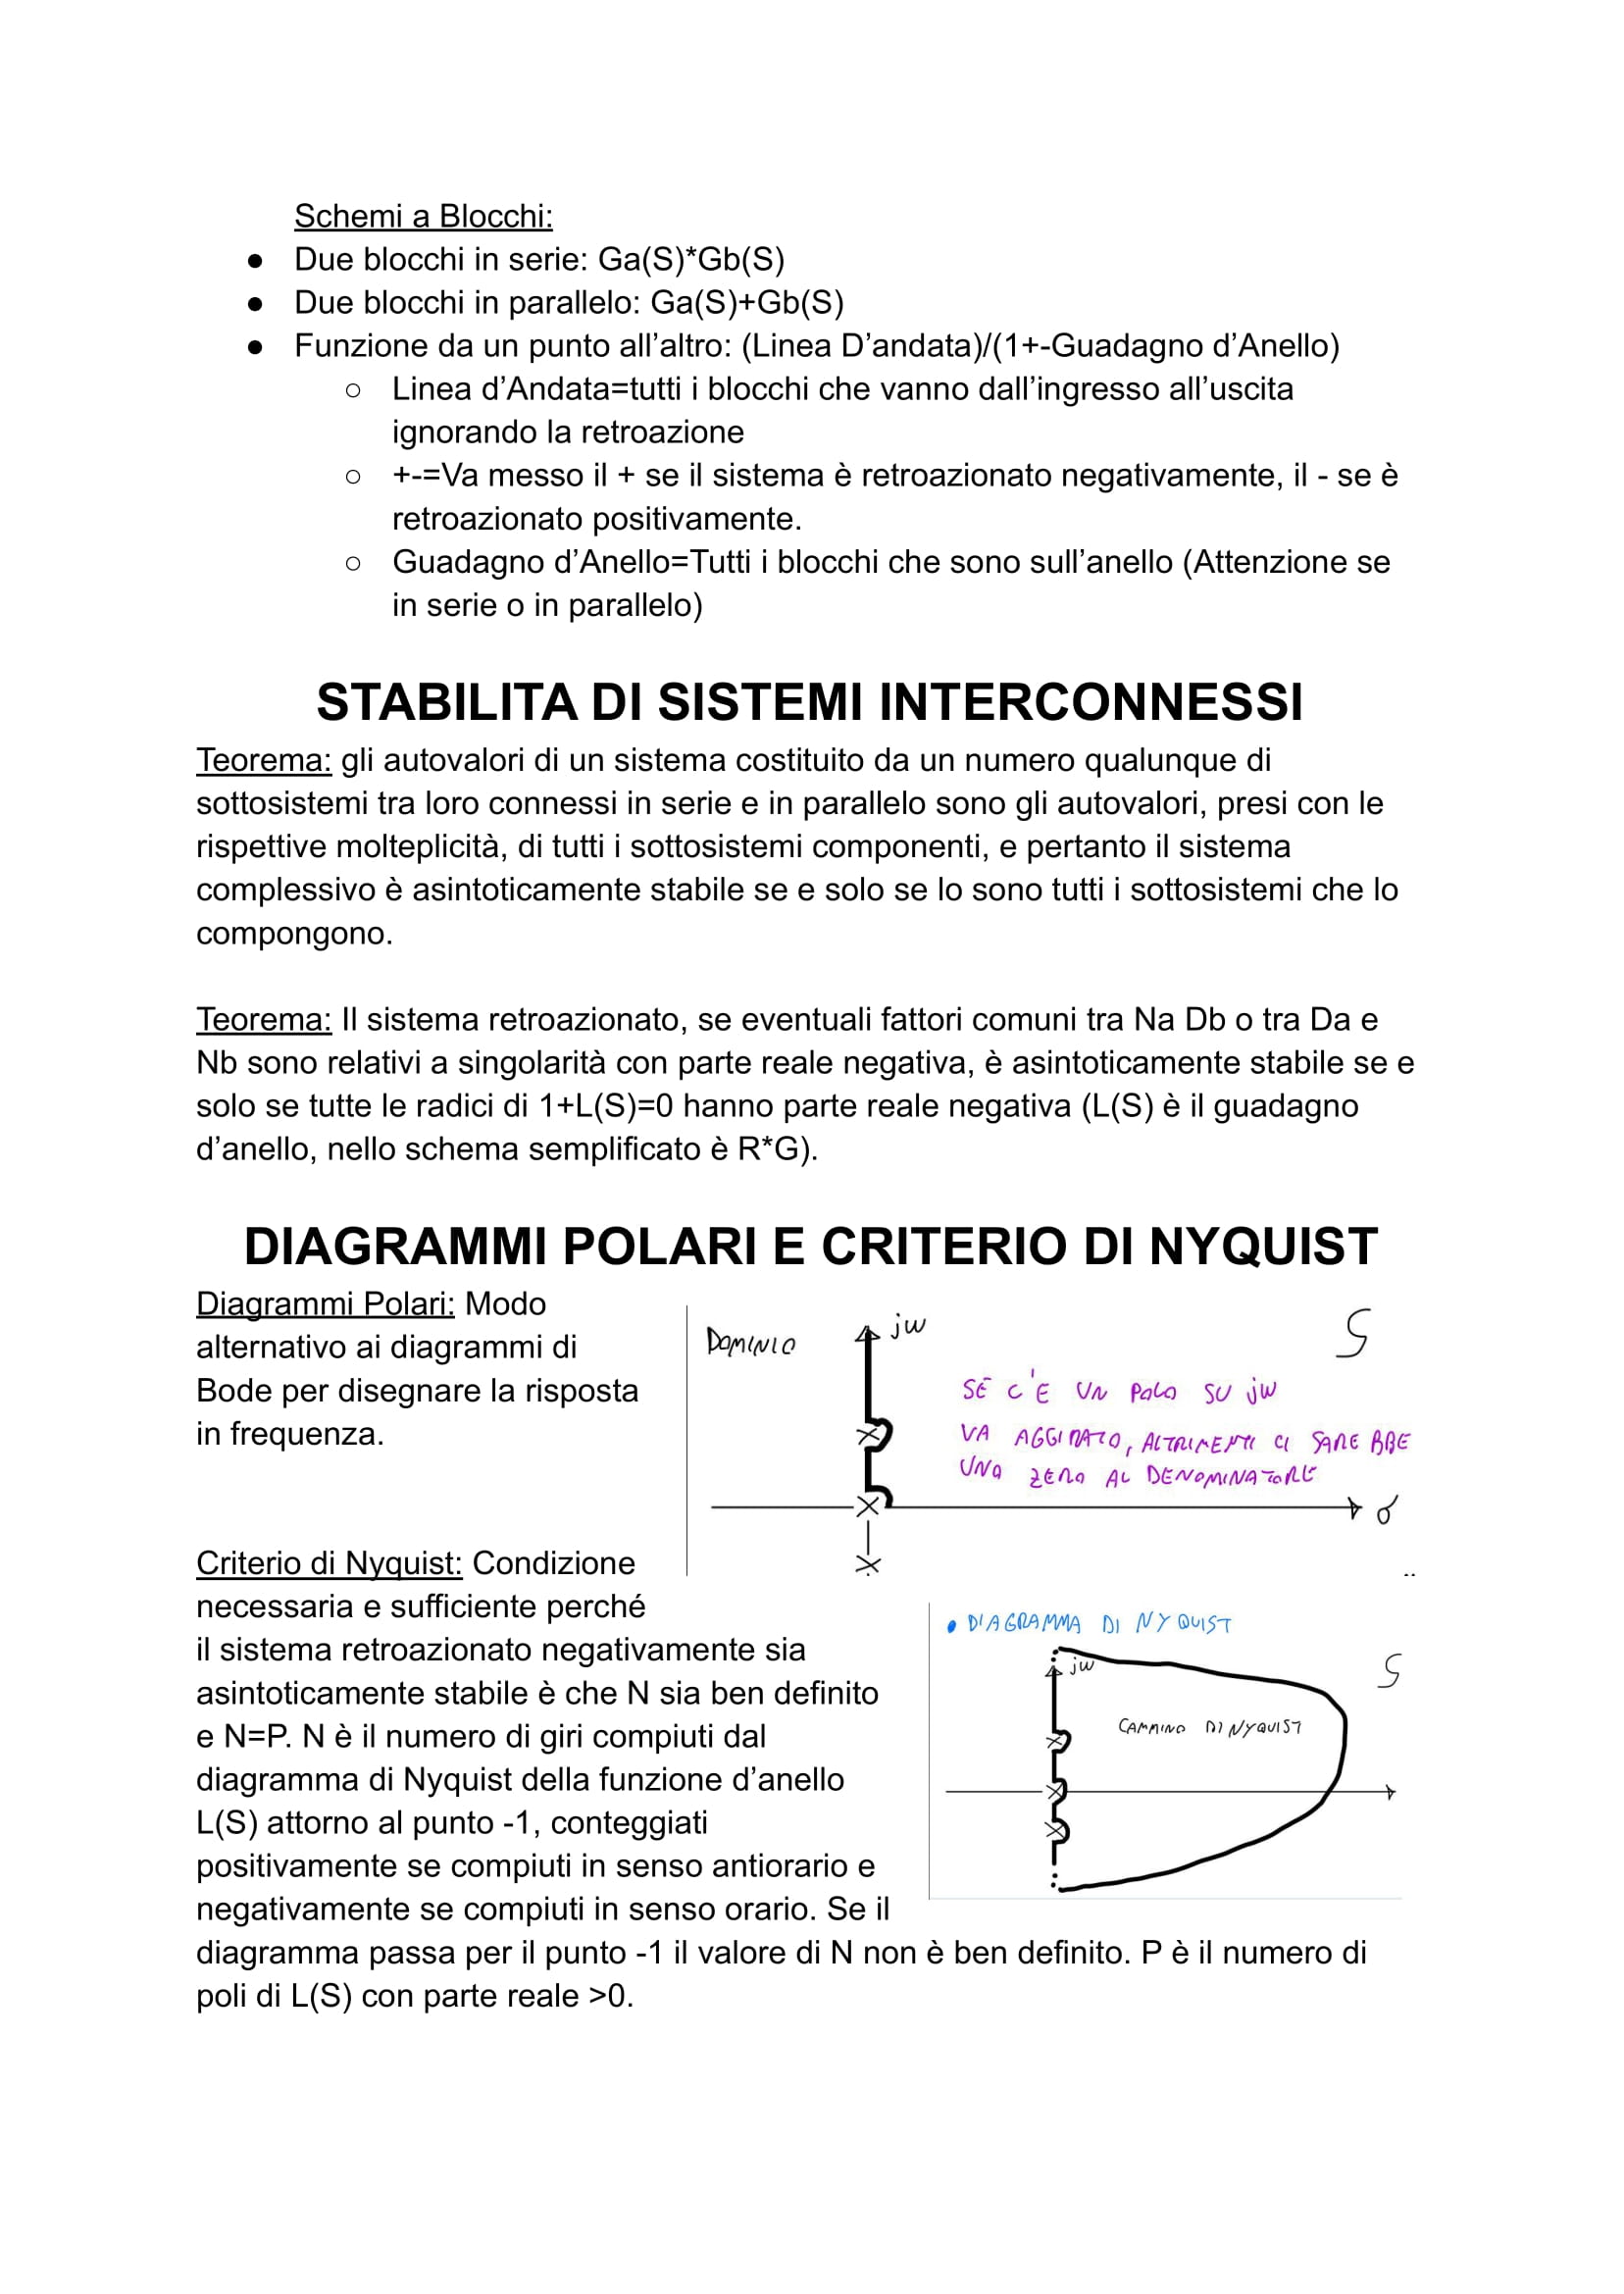 Schemi a Blocchi:
● Due blocchi in serie: Ga(S)*Gb(S)
● Due blocchi in parallelo: Ga(S)+Gb(S)
● Funzione da un punto all’altro: (Linea D’andata)/(1+-Guadagno d’Anello)
○ Linea d’Andata=tutti i blocchi che vanno dall’ingresso all’uscita
ignorando la retroazione
○ +-=Va messo il + se il sistema è retroazionato negativamente, il - se è
retroazionato positivamente.
○ Guadagno d’Anello=Tutti i blocchi che sono sull’anello (Attenzione se
in serie o in parallelo)
STABILITA DI SISTEMI INTERCONNESSI
Teorema: gli autovalori di un sistema costituito da un numero qualunque di
sottosistemi tra loro connessi in serie e in parallelo sono gli autovalori, presi con le
rispettive molteplicità, di tutti i sottosistemi componenti, e pertanto il sistema
complessivo è asintoticamente stabile se e solo se lo sono tutti i sottosistemi che lo
compongono.
Teorema: Il sistema retroazionato, se eventuali fattori comuni tra Na Db o tra Da e
Nb sono relativi a singolarità con parte reale negativa, è asintoticamente stabile se e
solo se tutte le radici di 1+L(S)=0 hanno parte reale negativa (L(S) è il guadagno
d’anello, nello schema semplificato è R*G).
DIAGRAMMI POLARI E CRITERIO DI NYQUIST
Diagrammi Polari: Modo
alternativo ai diagrammi di
Bode per disegnare la risposta
in frequenza.
DOMINIO
jw
S
SE C'E UN POLO SU jw
VA AGGIRATO, ALTRIMENTI CI SAREBBE
UNO ZERO AL DENOMINATORE
σ
Criterio di Nyquist: Condizione
necessaria e sufficiente perché
il sistema retroazionato negativamente sia
asintoticamente stabile è che N sia ben definito
e N=P. N è il numero di giri compiuti dal
diagramma di Nyquist della funzione d’anello
L(S) attorno al punto -1, conteggiati
positivamente se compiuti in senso antiorario e
negativamente se compiuti in senso orario. Se il
diagramma passa per il punto -1 il valore di N non è ben definito. P è il numero di
poli di L(S) con parte reale >0.
• DIAGRAMMA DI NYQUIST
jw
S
CAMMINO DI NYQUIST